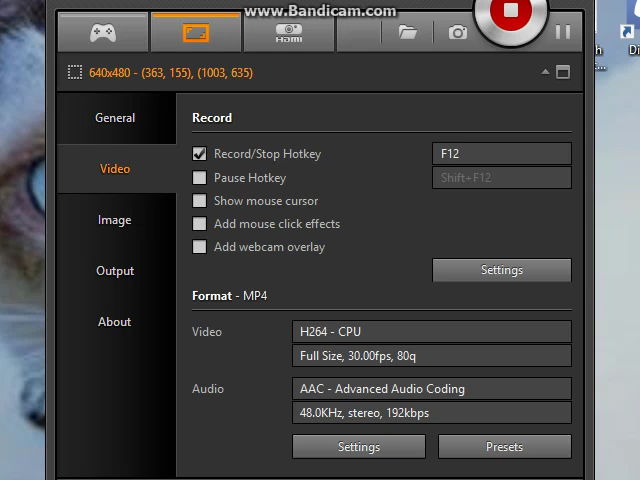 www.Bandicam.com
HDMI
640x480 - (363, 155), (1003, 635)
General
Video
Image
Output
About
Record
Record/Stop Hotkey
F12
Pause Hotkey
Shift+F12
Show mouse cursor
Add mouse click effects
Add webcam overlay
Settings
Format - MP4
Video
H264 - CPU
Full Size, 30.00fps, 80q
Audio
AAC - Advanced Audio Coding
48.0KHz, stereo, 192kbps
Settings
Presets